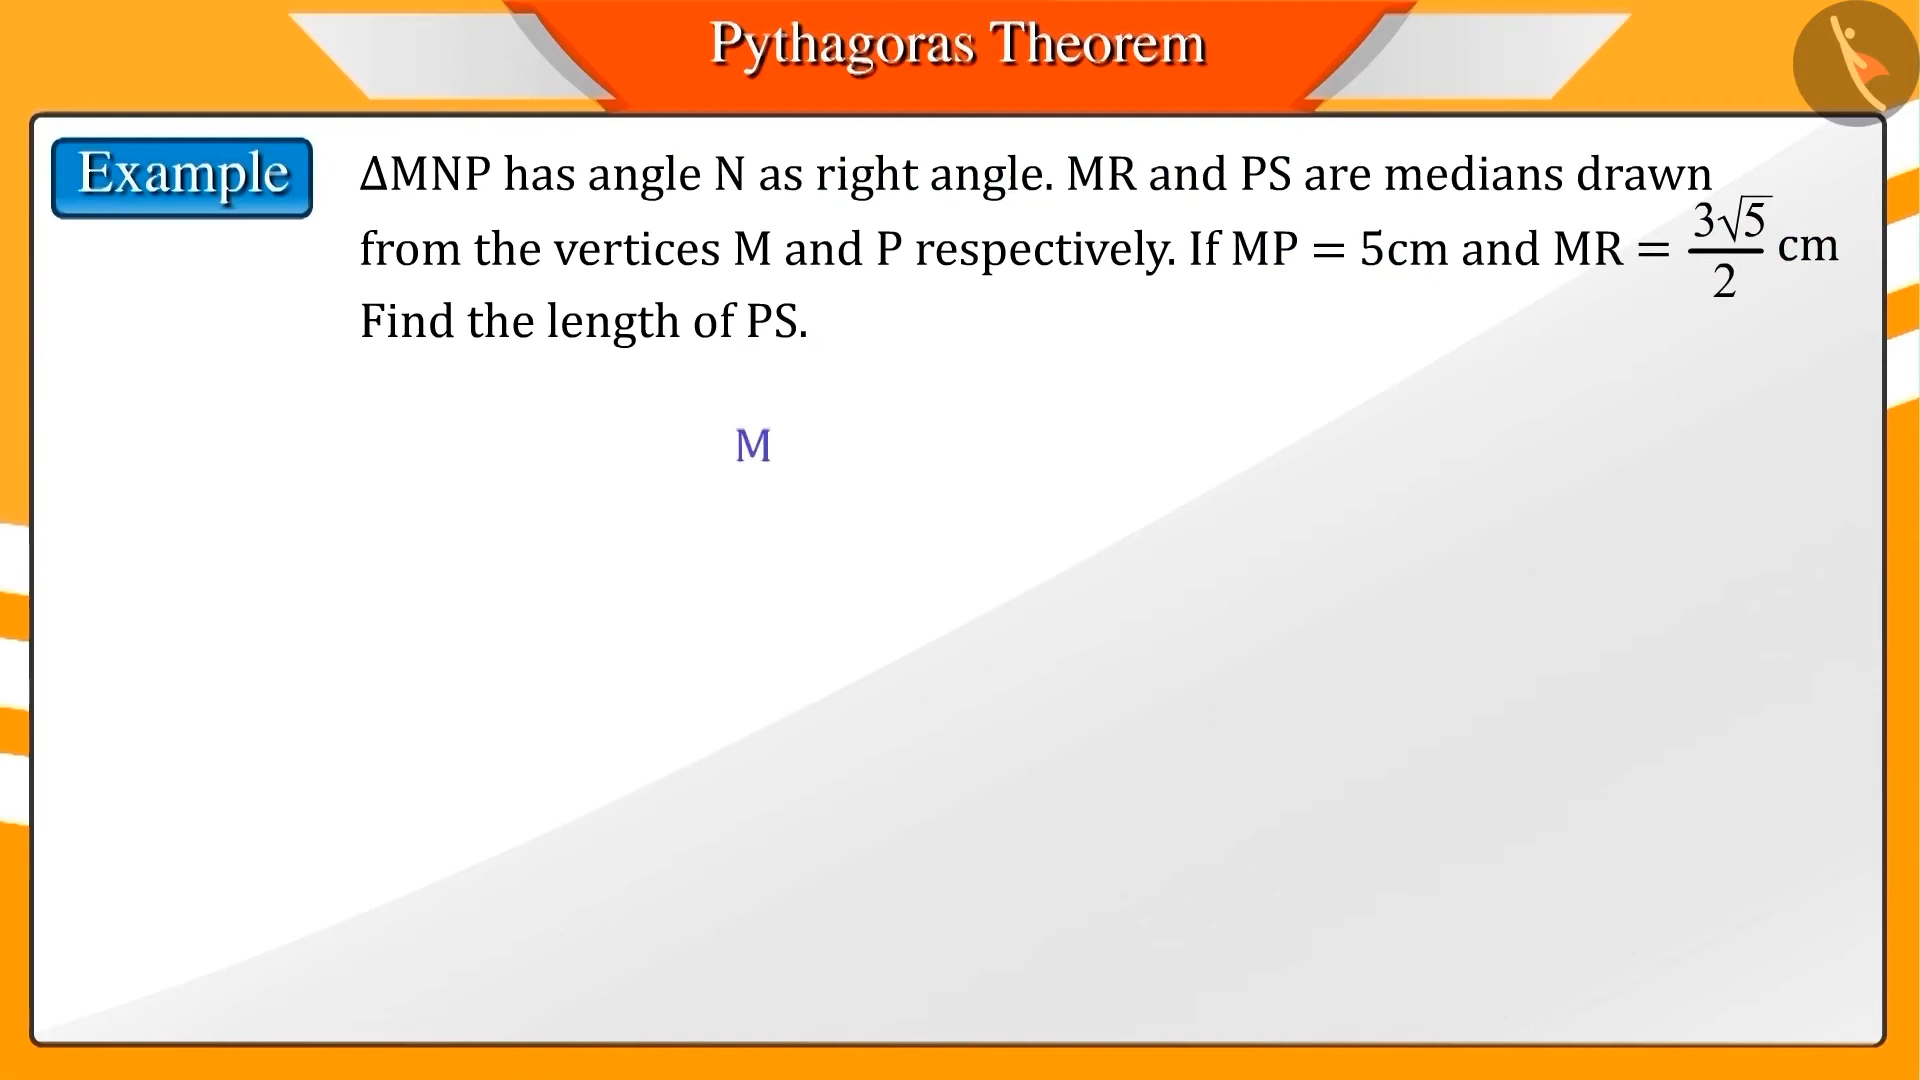 Pythagoras Theorem
Example
ΔMNP has angle N as right angle. MR and PS are medians drawn
from the vertices M and P respectively. If MP = 5cm and MR = 3√5/2 cm
Find the length of PS.
M